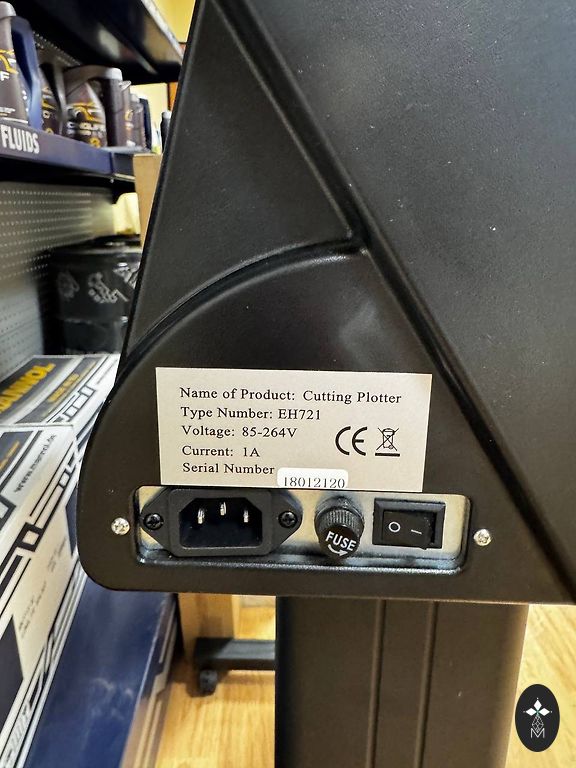 FLUIDS
Name of Product: Cutting Plotter
Type Number: EH721
Voltage: 85-264V
Current: 1A
Serial Number 18012120
CE
FUSE
O I
MANNOL
M